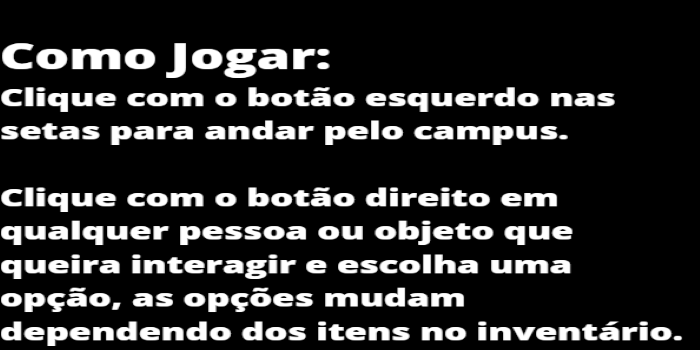 Como Jogar:
Clique com o botão esquerdo nas
setas para andar pelo campus.
Clique com o botão direito em
qualquer pessoa ou objeto que
queira interagir e escolha uma
opção, as opções mudam
dependendo dos itens no inventário.